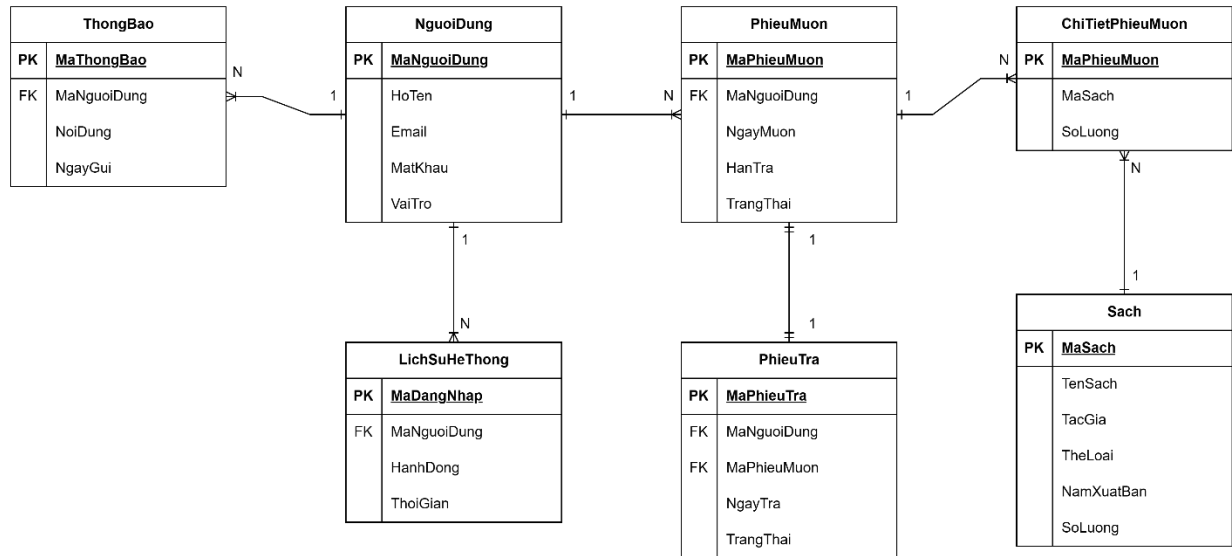 ThongBao
PK MaThongBao
FK MaNguoiDung
NoiDung
NgayGui
N
1
NguoiDung
PK MaNguoiDung
HoTen
Email
MatKhau
VaiTro
1
N
1
N
PhieuMuon
PK MaPhieuMuon
FK MaNguoiDung
NgayMuon
HanTra
TrangThai
1
N
1
1
ChiTietPhieuMuon
PK MaPhieuMuon
MaSach
SoLuong
N
1
LichSuHeThong
PK MaDangNhap
FK MaNguoiDung
HanhDong
ThoiGian
PhieuTra
PK MaPhieuTra
FK MaNguoiDung
FK MaPhieuMuon
NgayTra
TrangThai
Sach
PK MaSach
TenSach
TacGia
TheLoai
NamXuatBan
SoLuong